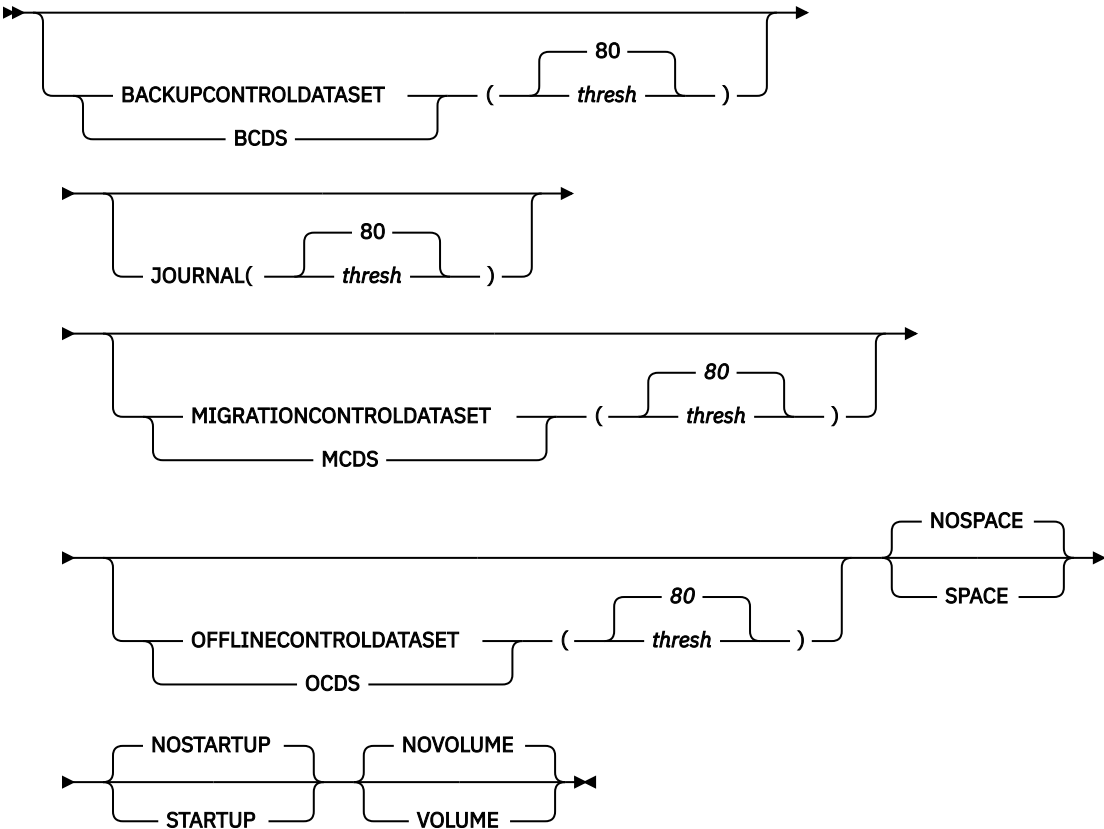 80
BACKUPCONTROLDATASET ( thresh )
BCDS
80
JOURNAL( thresh )
80
MIGRATIONCONTROLDATASET ( thresh )
MCDS
NOSPACE
SPACE
80
OFFLINECONTROLDATASET ( thresh )
OCDS
NOSTARTUP NOVOLUME
STARTUP VOLUME